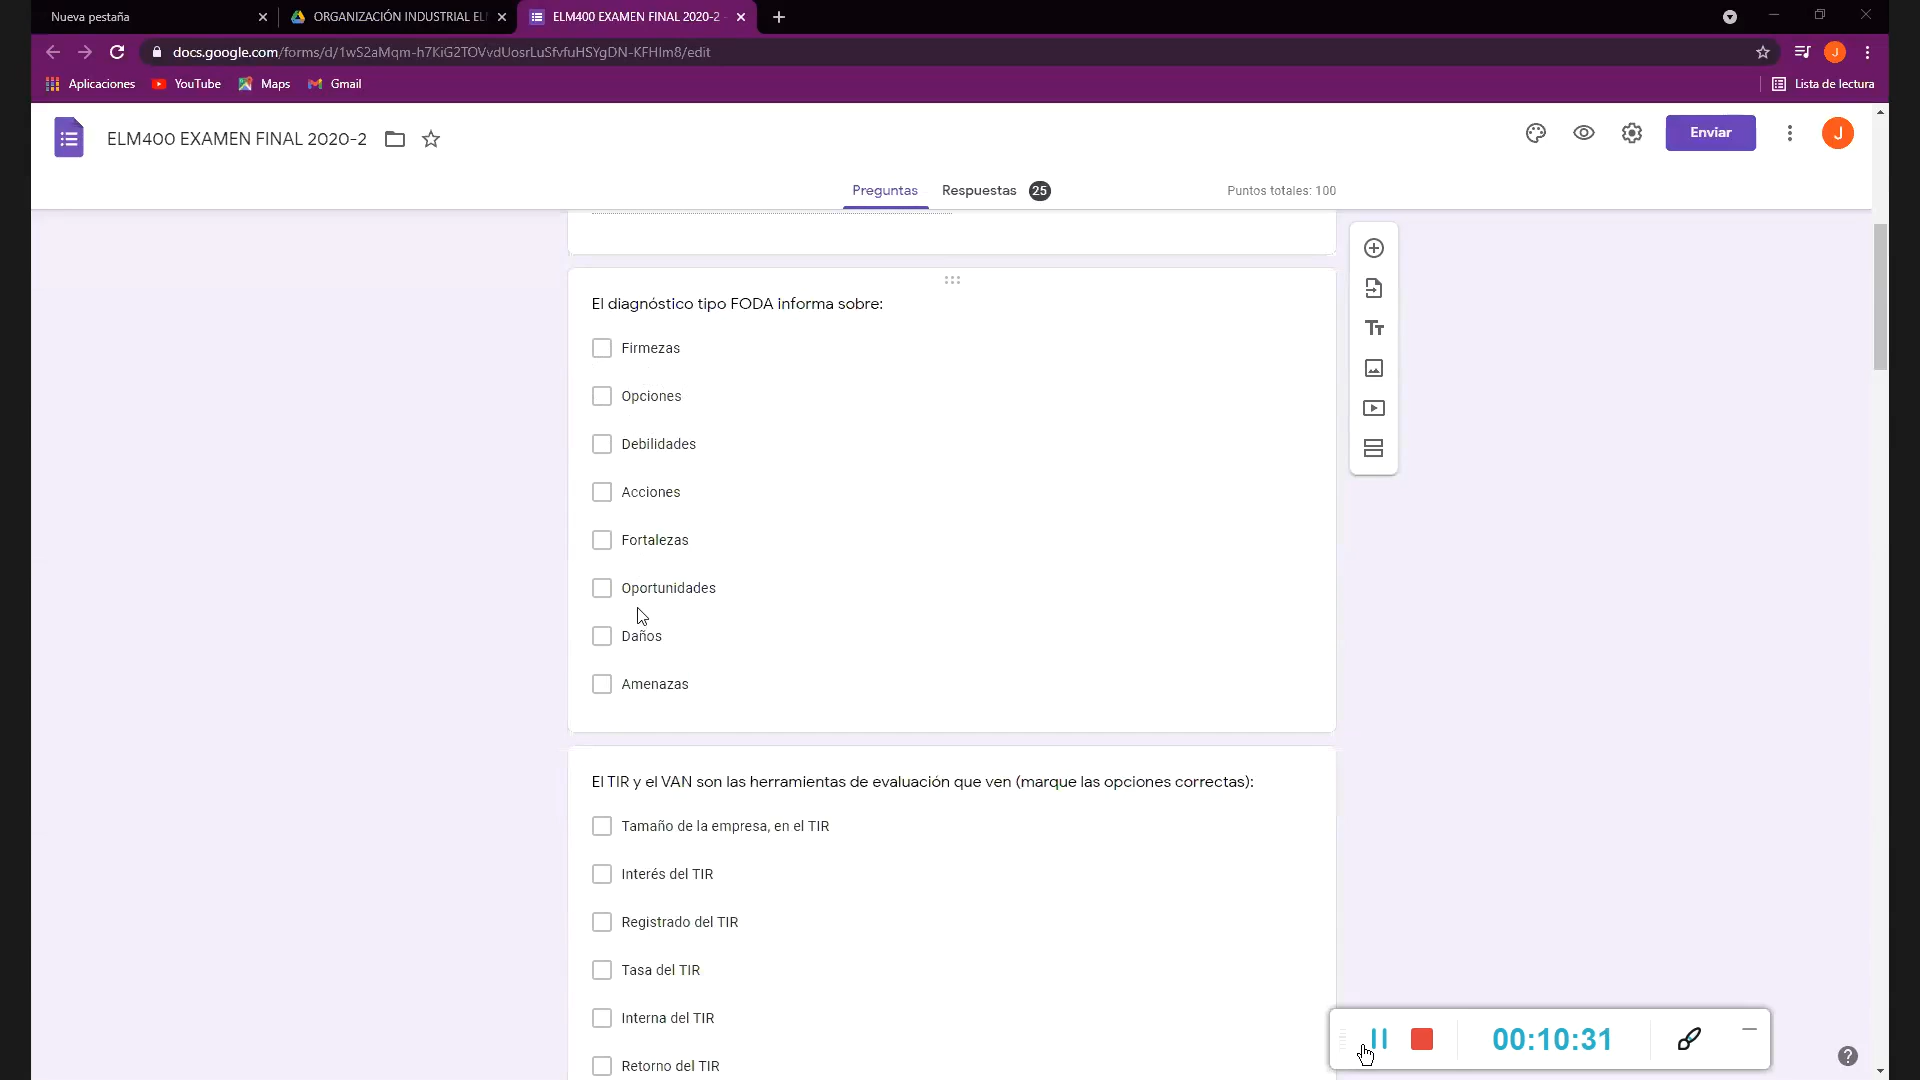 Nueva pestaña
ORGANIZACIÓN INDUSTRIAL EL
ELM400 EXAMEN FINAL 2020-2
docs.google.com/forms/d/1wS2aMqm-h7KiG2TOVvdUosrLuSfvfuHSYgDN-KFHIm8/edit
J
Aplicaciones
YouTube
Maps
Gmail
Lista de lectura
ELM400 EXAMEN FINAL 2020-2
Enviar
J
Preguntas
Respuestas 25
Puntos totales: 100
El diagnóstico tipo FODA informa sobre:
Firmezas
Opciones
Debilidades
Acciones
Fortalezas
Oportunidades
Daños
Amenazas
El TIR y el VAN son las herramientas de evaluación que ven (marque las opciones correctas):
Tamaño de la empresa, en el TIR
Interés del TIR
Registrado del TIR
Tasa del TIR
Interna del TIR
Retorno del TIR
00:10:31